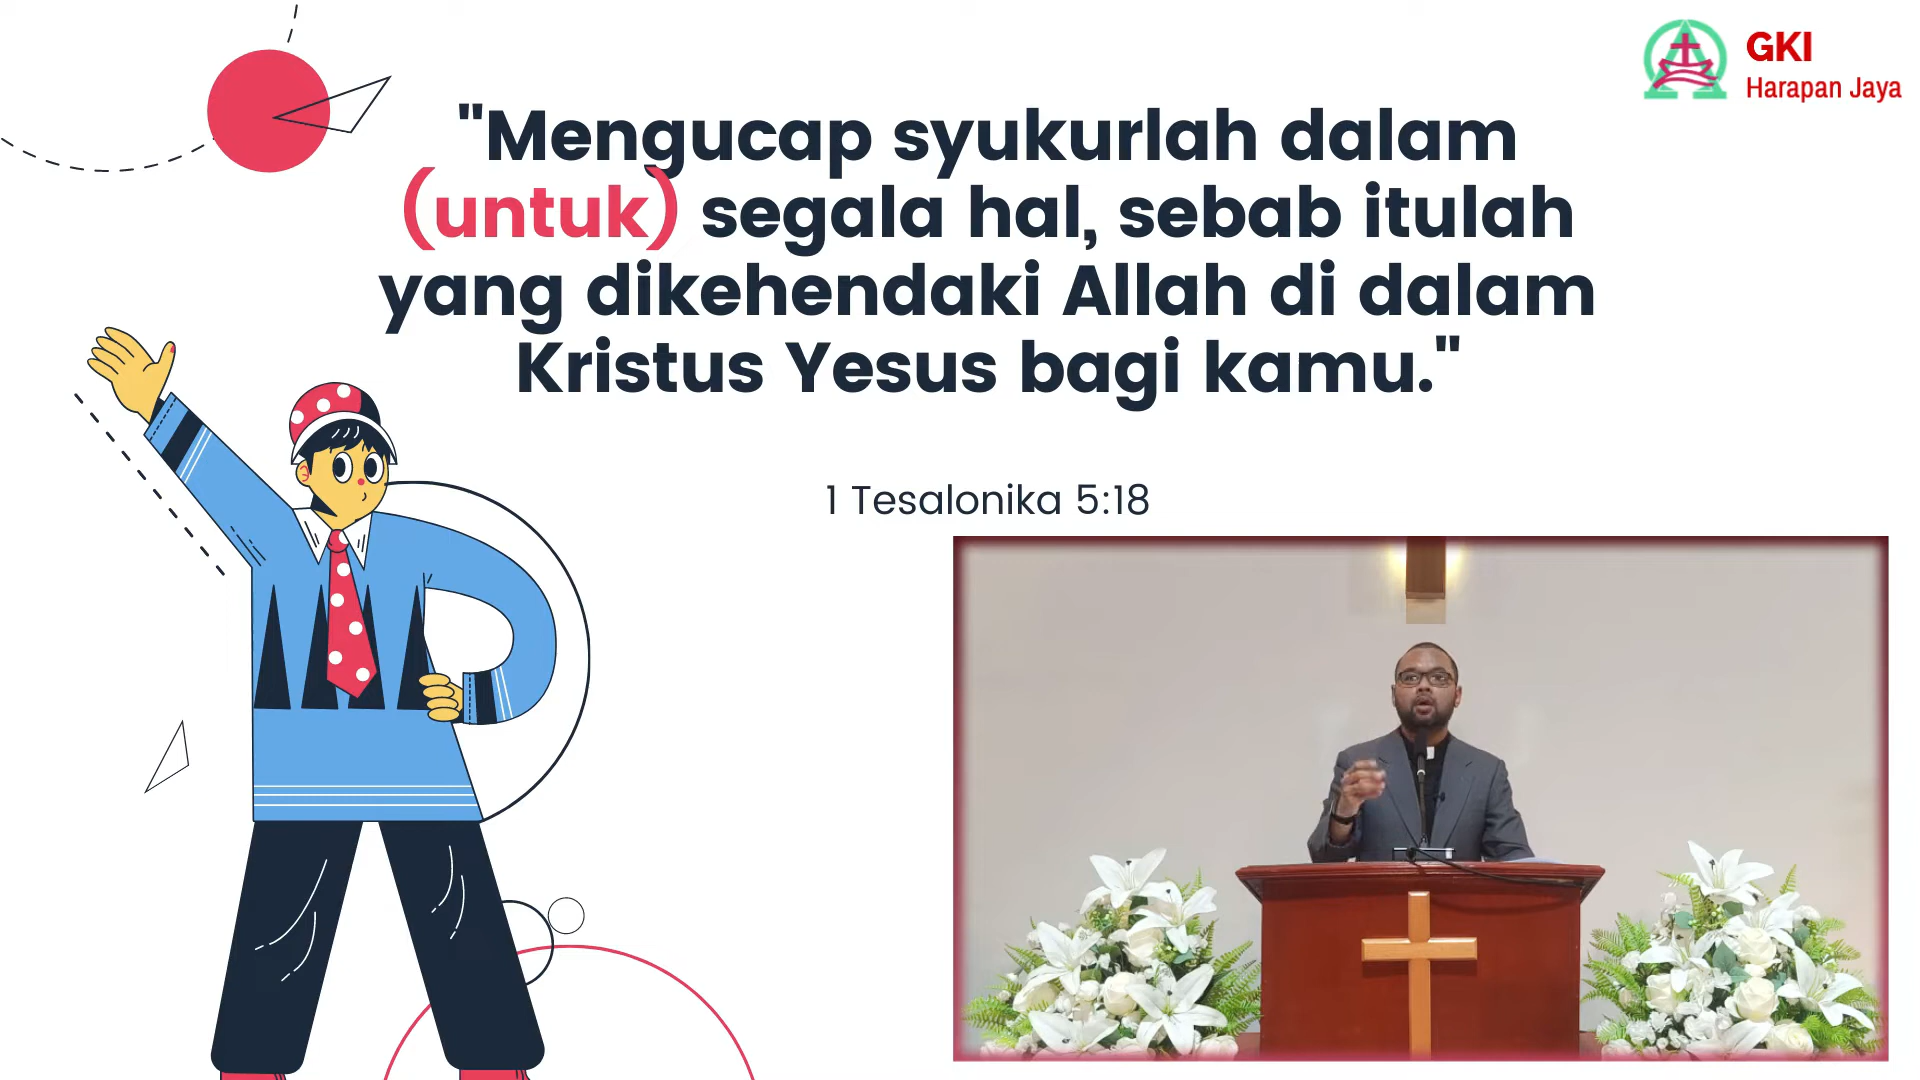 GKI
Harapan Jaya
"Mengucap syukurlah dalam
(untuk) segala hal, sebab itulah
yang dikehendaki Allah di dalam
Kristus Yesus bagi kamu."
1 Tesalonika 5:18